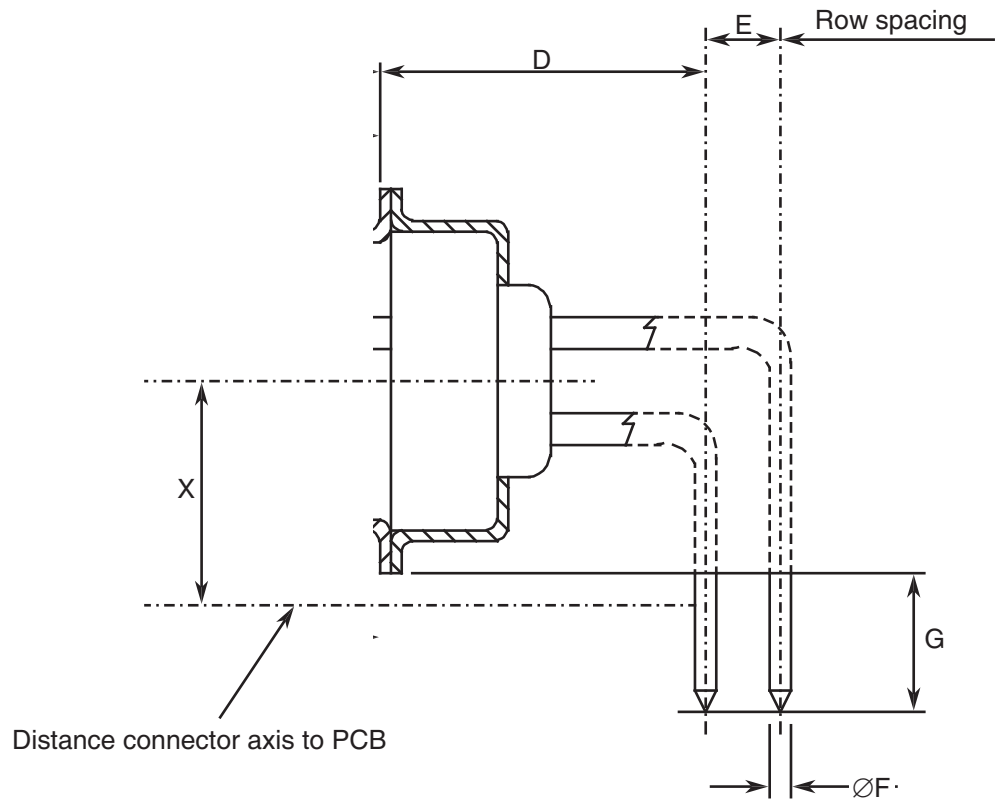 E
Row spacing
D
X
G
Distance connector axis to PCB
∅F